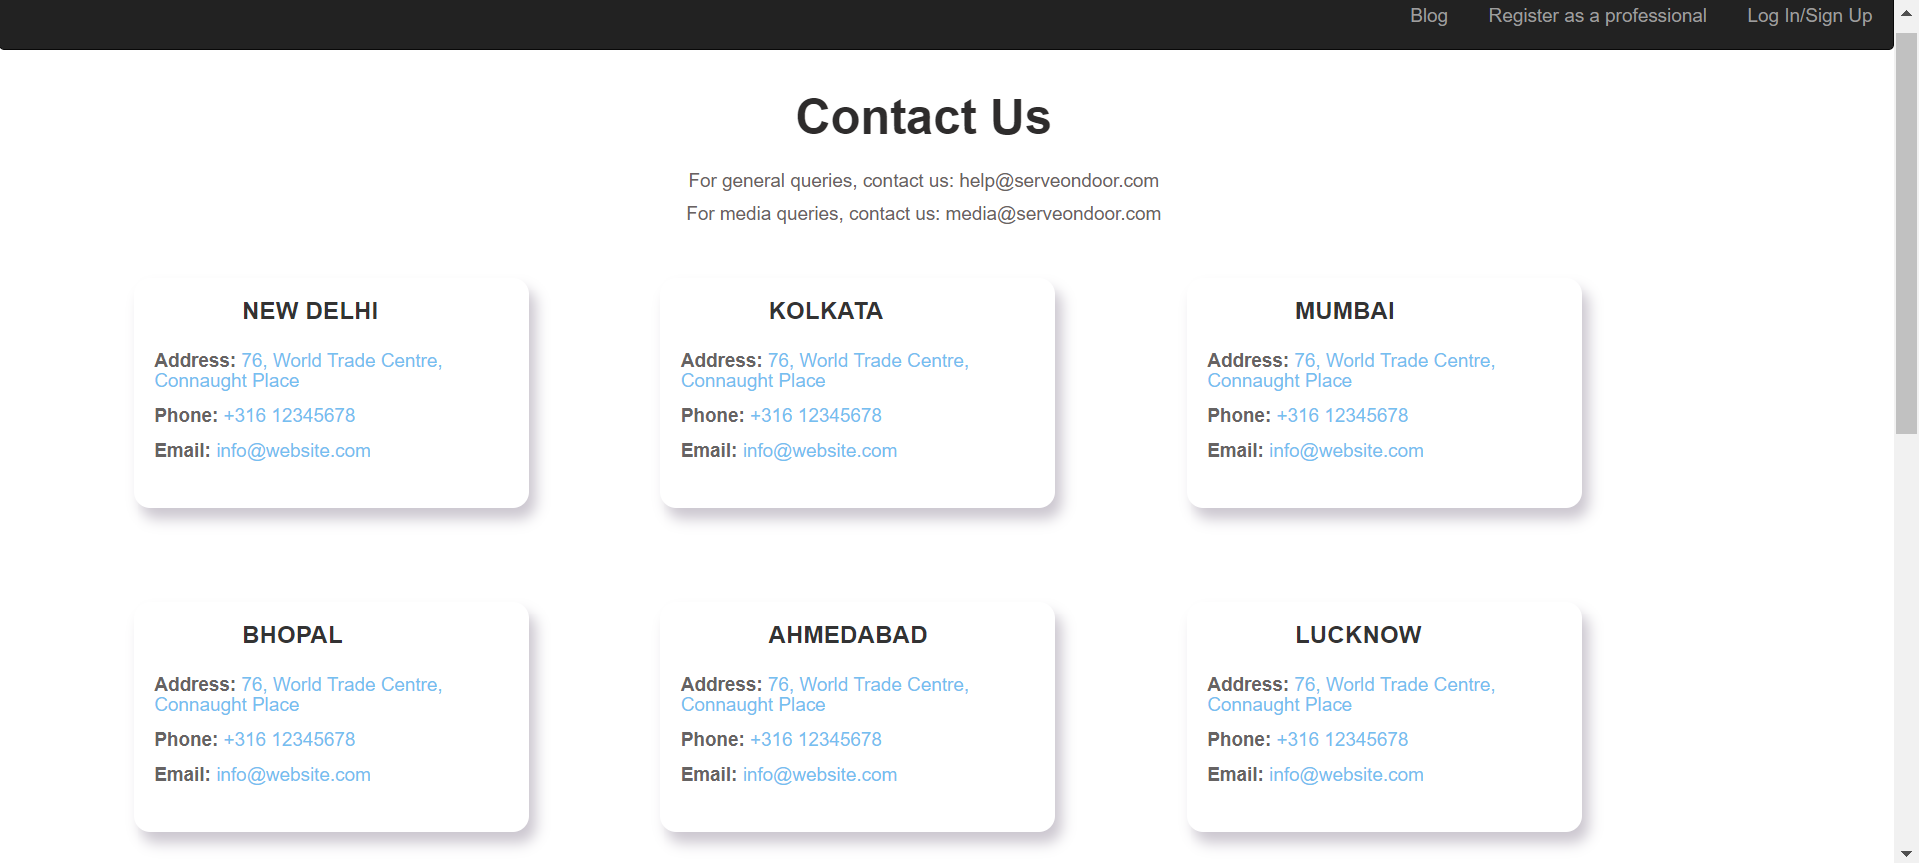 Blog Register as a professional Log In/Sign Up
Contact Us
For general queries, contact us: help@serveondoor.com
For media queries, contact us: media@serveondoor.com
NEW DELHI
Address: 76, World Trade Centre,
Connaught Place
Phone: +316 12345678
Email: info@website.com
KOLKATA
Address: 76, World Trade Centre,
Connaught Place
Phone: +316 12345678
Email: info@website.com
MUMBAI
Address: 76, World Trade Centre,
Connaught Place
Phone: +316 12345678
Email: info@website.com
BHOPAL
Address: 76, World Trade Centre,
Connaught Place
Phone: +316 12345678
Email: info@website.com
AHMEDABAD
Address: 76, World Trade Centre,
Connaught Place
Phone: +316 12345678
Email: info@website.com
LUCKNOW
Address: 76, World Trade Centre,
Connaught Place
Phone: +316 12345678
Email: info@website.com